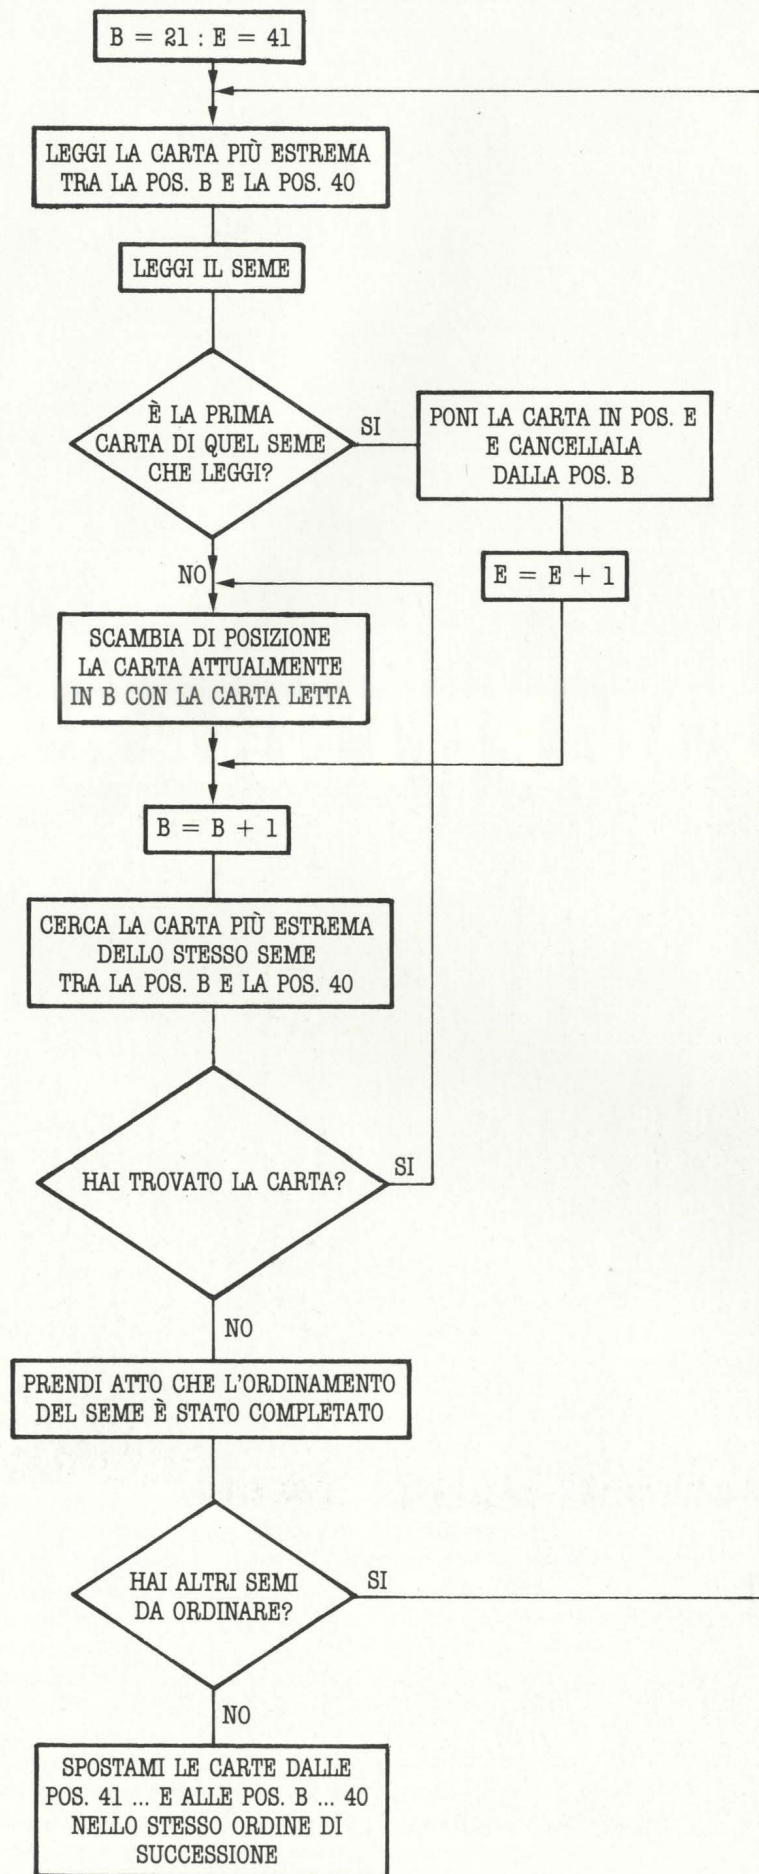 B = 21 : E = 41
LEGGI LA CARTA PIÙ ESTREMA
TRA LA POS. B E LA POS. 40
LEGGI IL SEME
È LA PRIMA
CARTA DI QUEL SEME
CHE LEGGI?
SI
PONI LA CARTA IN POS. E
E CANCELLALA
DALLA POS. B
E = E + 1
NO
SCAMBIA DI POSIZIONE
LA CARTA ATTUALMENTE
IN B CON LA CARTA LETTA
B = B + 1
CERCA LA CARTA PIÙ ESTREMA
DELLO STESSO SEME
TRA LA POS. B E LA POS. 40
HAI TROVATO LA CARTA?
SI
NO
PRENDI ATTO CHE L'ORDINAMENTO
DEL SEME È STATO COMPLETATO
HAI ALTRI SEMI
DA ORDINARE?
SI
NO
SPOSTAMI LE CARTE DALLE
POS. 41 ... E ALLE POS. B ... 40
NELLO STESSO ORDINE DI
SUCCESSIONE